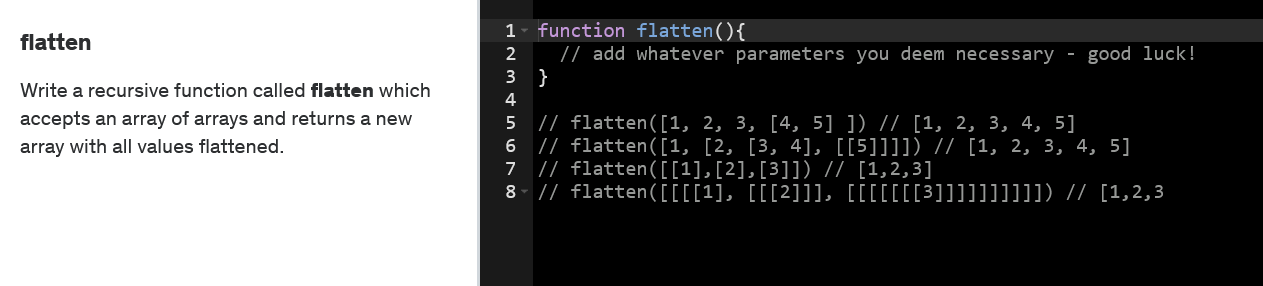 flatten
Write a recursive function called flatten which
accepts an array of arrays and returns a new
array with all values flattened.
1 function flatten(){
2   // add whatever parameters you deem necessary - good luck!
3 }
4
5 // flatten([1, 2, 3, [4, 5] ]) // [1, 2, 3, 4, 5]
6 // flatten([1, [2, [3, 4], [[5]]]]) // [1, 2, 3, 4, 5]
7 // flatten([[1],[2],[3]]) // [1,2,3]
8 // flatten([[[[1], [[[2]]], [[[[[[[3]]]]]]]]]]) // [1,2,3